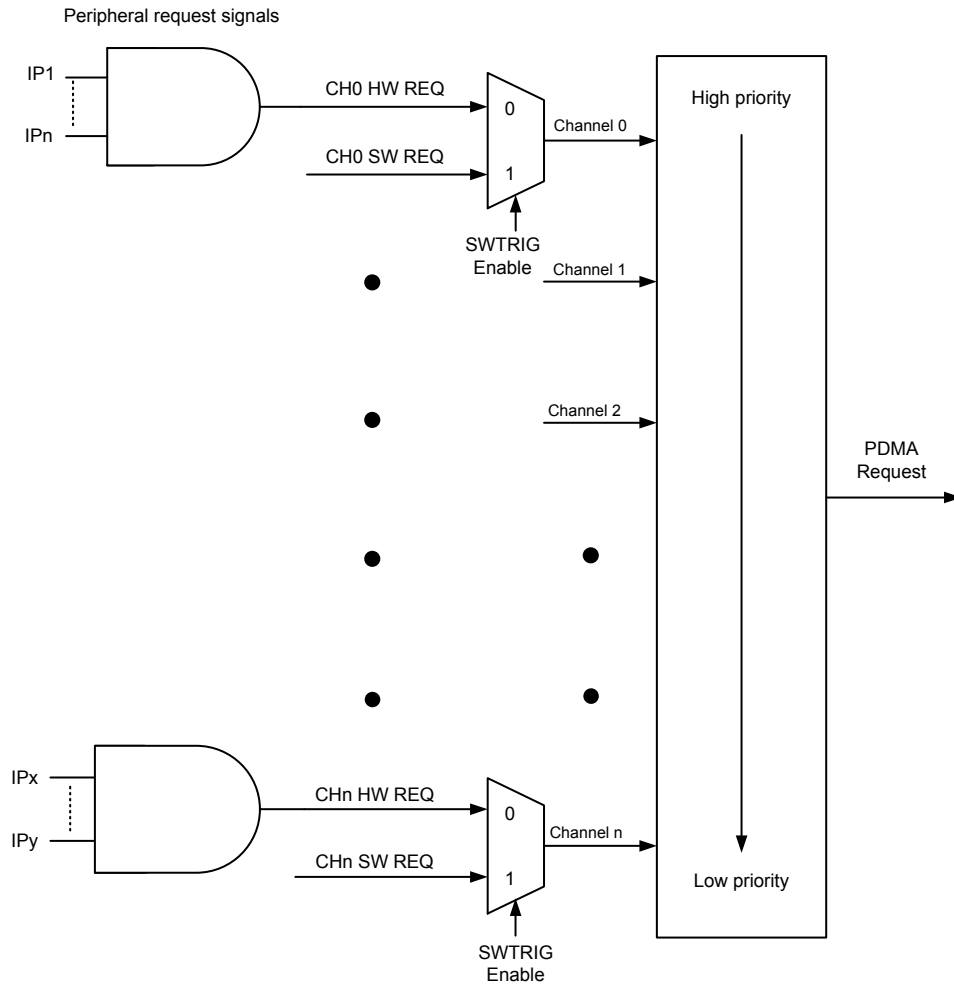 Peripheral request signals
IP1
IPn
CH0 HW REQ
CH0 SW REQ
0
1
SWTRIG
Enable
Channel 0
High priority
Channel 1
Channel 2
PDMA
Request
IPx
IPy
CHn HW REQ
CHn SW REQ
0
1
SWTRIG
Enable
Channel n
Low priority